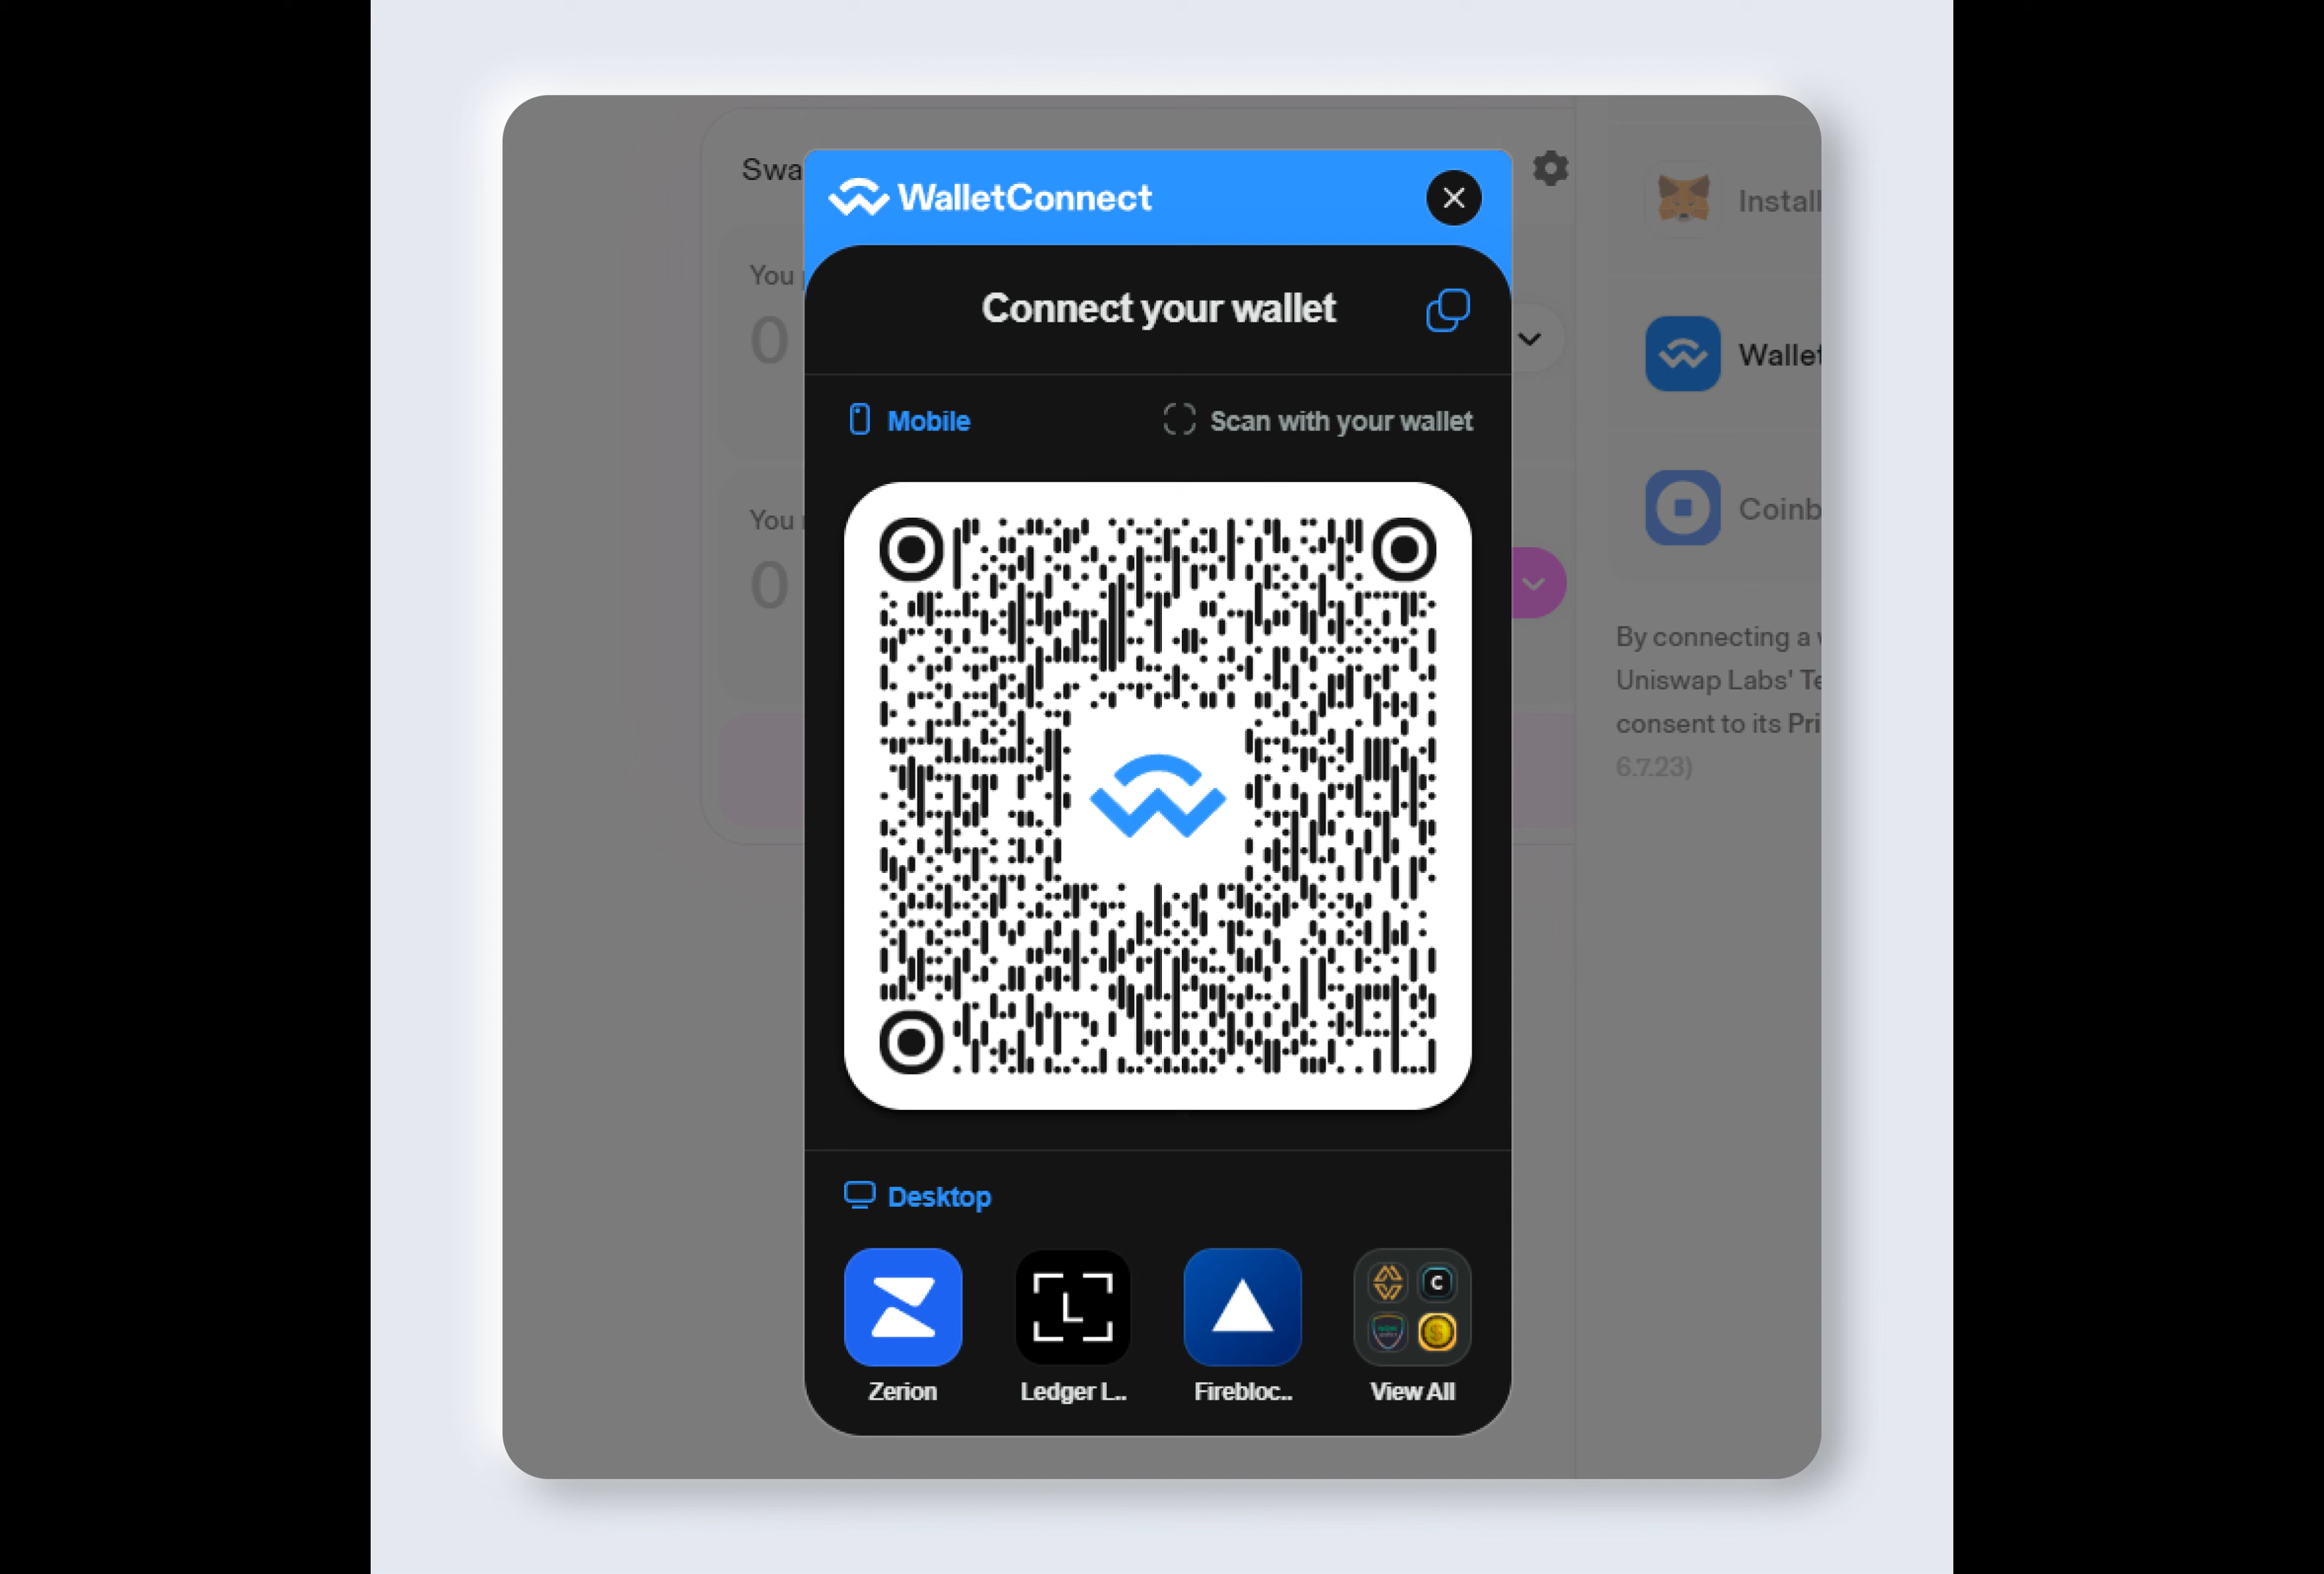 Swa
WalletConnect
Install
You
Connect your wallet
0
Wallet
Mobile
Scan with your wallet
You
Coinb
0
By connecting a
Uniswap Labs' Te
consent to its Pri
6.7.23)
Desktop
L
C
$
Zerion
Ledger L..
Firebloc..
View All